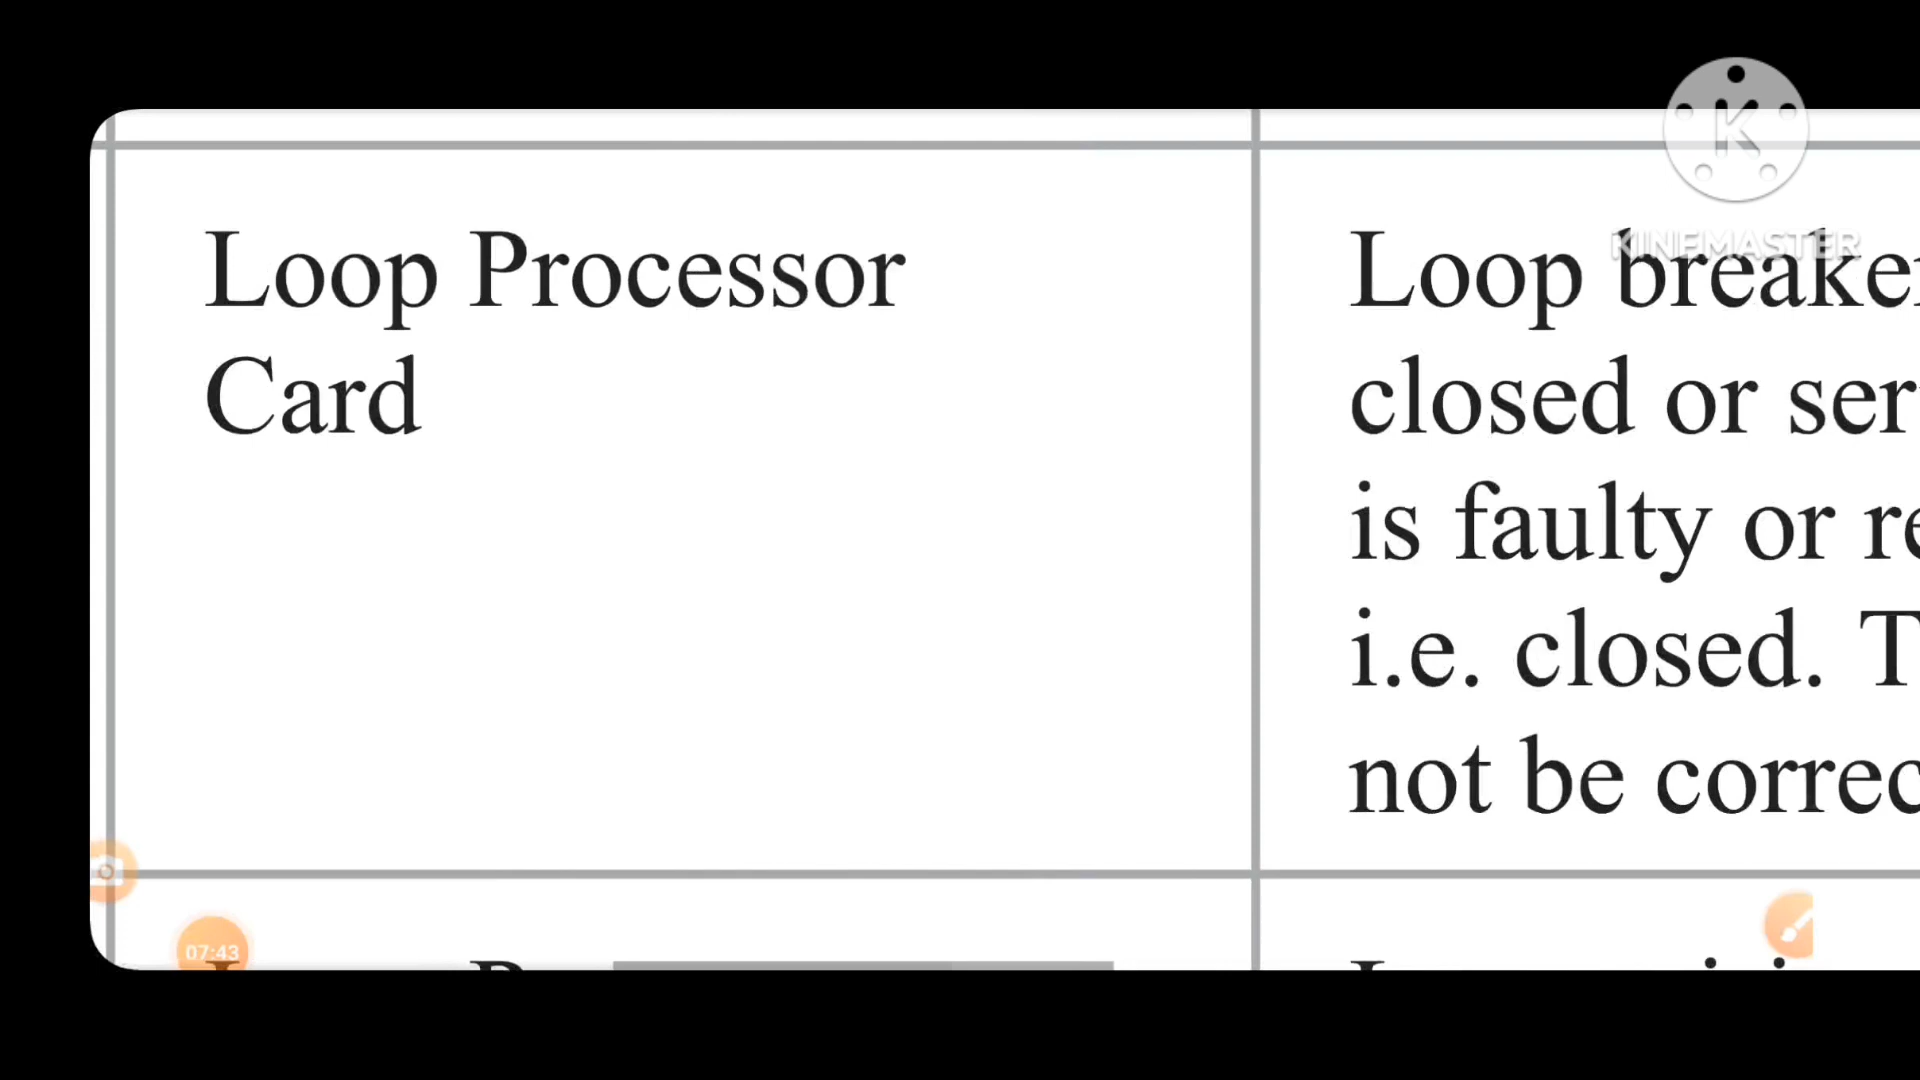 KINEMASTER
Loop Processor
Card
Loop
closed or
is faulty or
i.e. closed.
not be
07:43